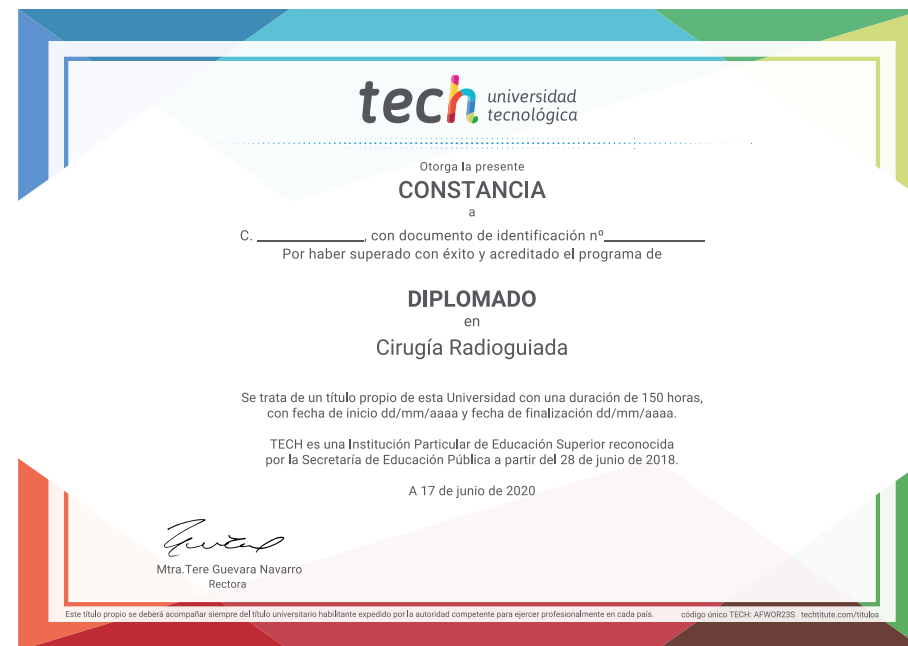 tech universidad
tecnológica
Otorga la presente
CONSTANCIA
a
C. ____________, con documento de identificación nº____________
Por haber superado con éxito y acreditado el programa de
DIPLOMADO
en
Cirugía Radioguiada
Se trata de un título propio de esta Universidad con una duración de 150 horas,
con fecha de inicio dd/mm/aaaa y fecha de finalización dd/mm/aaaa.
TECH es una Institución Particular de Educación Superior reconocida
por la Secretaría de Educación Pública a partir del 28 de junio de 2018.
A 17 de junio de 2020
Mtra.Tere Guevara Navarro
Rectora
Este título propio se deberá acompañar siempre del título universitario habilitante expedido por la autoridad competente para ejercer profesionalmente en cada país. código único TECH: AFWOR23S techtitute.com/titulos